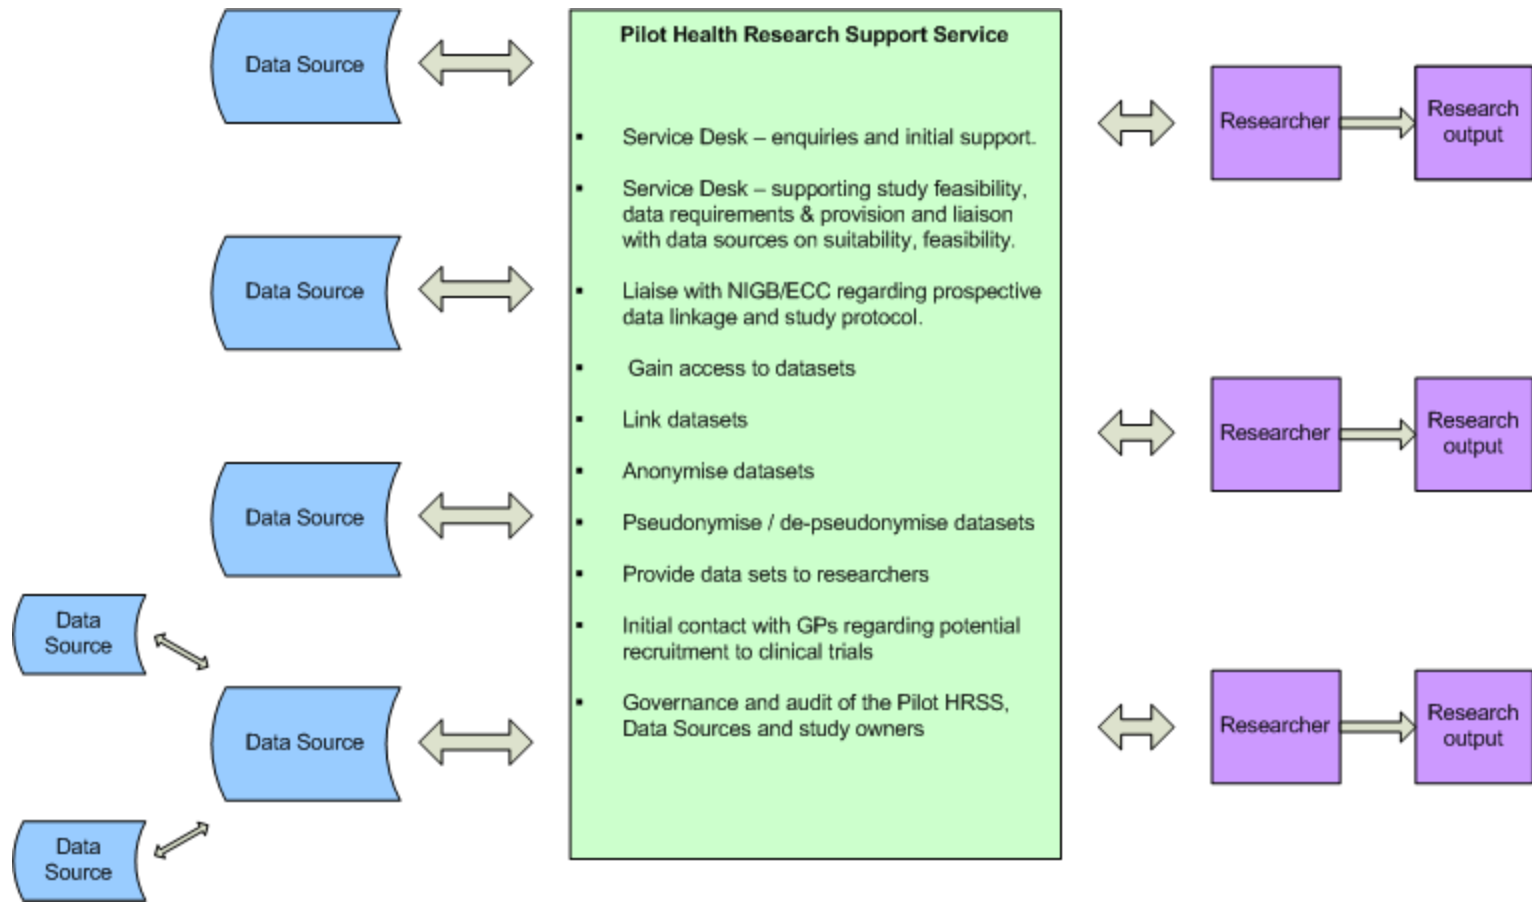 Data Source
Data Source
Data Source
Data
Source
Data Source
Data
Source
Pilot Health Research Support Service
▪ Service Desk – enquiries and initial support.
▪ Service Desk – supporting study feasibility,
data requirements & provision and liaison
with data sources on suitability, feasibility.
▪ Liaise with NIGB/ECC regarding prospective
data linkage and study protocol.
▪ Gain access to datasets
▪ Link datasets
▪ Anonymise datasets
▪ Pseudonymise / de-pseudonymise datasets
▪ Provide data sets to researchers
▪ Initial contact with GPs regarding potential
recruitment to clinical trials
▪ Governance and audit of the Pilot HRSS,
Data Sources and study owners
Researcher
Research
output
Researcher
Research
output
Researcher
Research
output